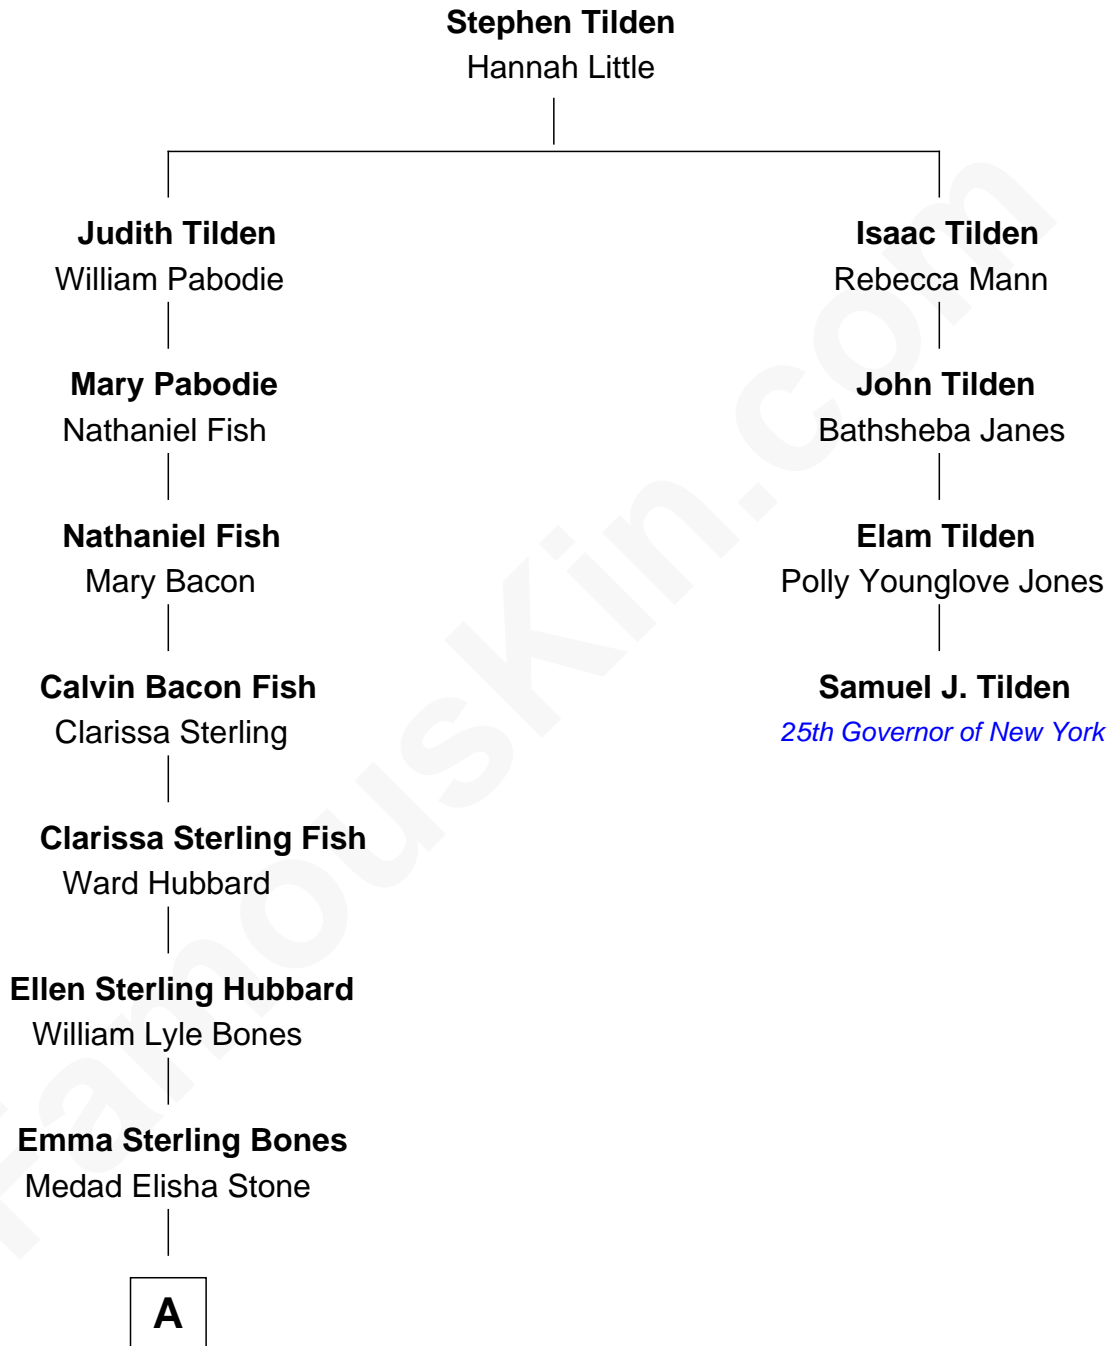 Stephen Tilden
Hannah Little
Judith Tilden
William Pabodie
Isaac Tilden
Rebecca Mann
Mary Pabodie
Nathaniel Fish
John Tilden
Bathsheba Janes
Nathaniel Fish
Mary Bacon
Elam Tilden
Polly Younglove Jones
Calvin Bacon Fish
Clarissa Sterling
Samuel J. Tilden
25th Governor of New York
Clarissa Sterling Fish
Ward Hubbard
Ellen Sterling Hubbard
William Lyle Bones
Emma Sterling Bones
Medad Elisha Stone
A
FamousKin.com